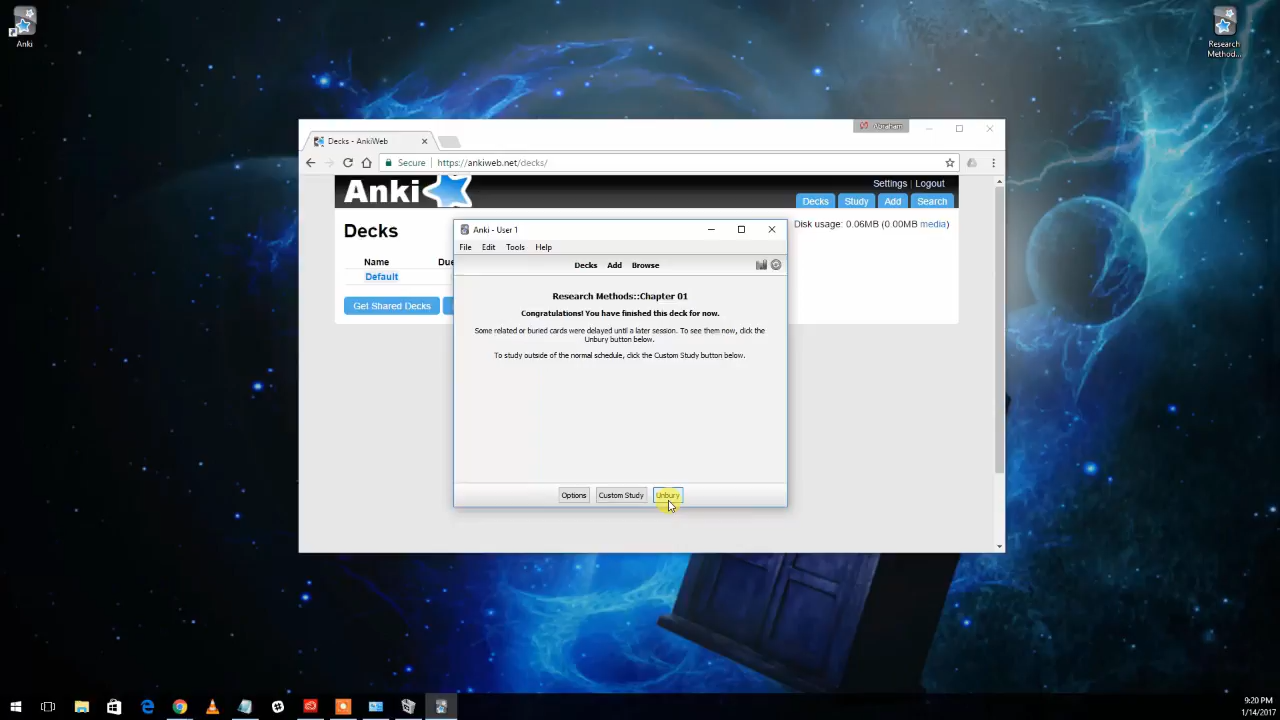 Anki
Research
Method...
Decks - AnkiWeb
Abraham
Secure
https://ankiweb.net/decks/
Anki
Settings | Logout
Decks
Study
Add
Search
Decks
Disk usage: 0.06MB (0.00MB media)
Name
Due
Default
Get Shared Decks
Anki - User 1
File
Edit
Tools
Help
Decks
Add
Browse
Research Methods::Chapter 01
Congratulations! You have finished this deck for now.
Some related or buried cards were delayed until a later session. To see them now, click the
Unbury button below.
To study outside of the normal schedule, click the Custom Study button below.
Options
Custom Study
Unbury
9:20 PM
1/14/2017